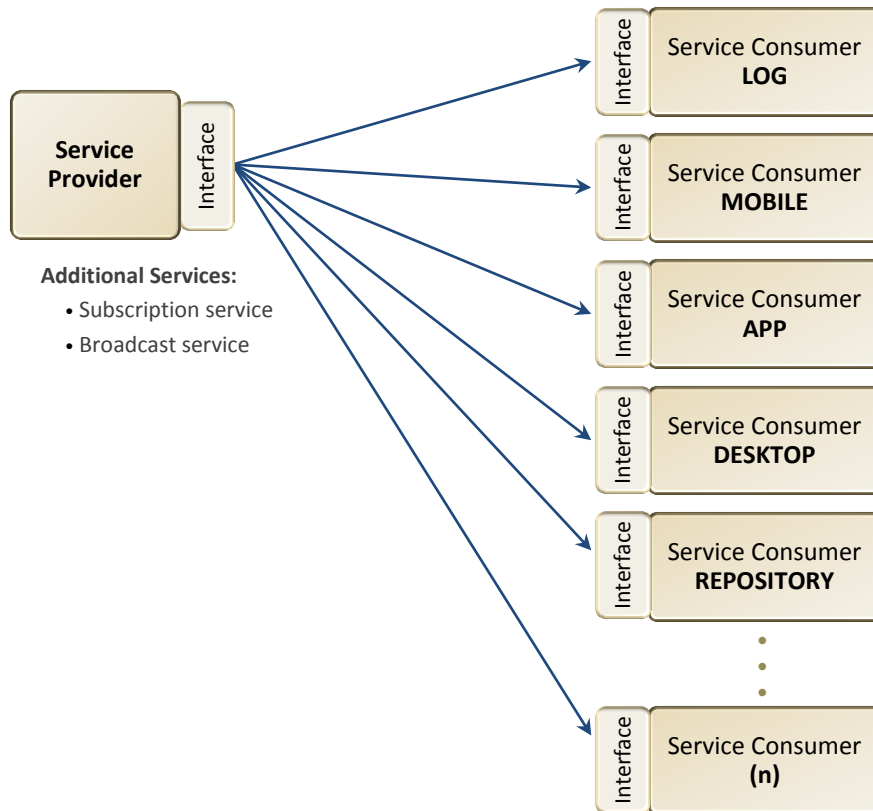 Service
Provider
Interface
Additional Services:
• Subscription service
• Broadcast service
Interface
Service Consumer
LOG
Interface
Service Consumer
MOBILE
Interface
Service Consumer
APP
Interface
Service Consumer
DESKTOP
Interface
Service Consumer
REPOSITORY
Interface
Service Consumer
(n)